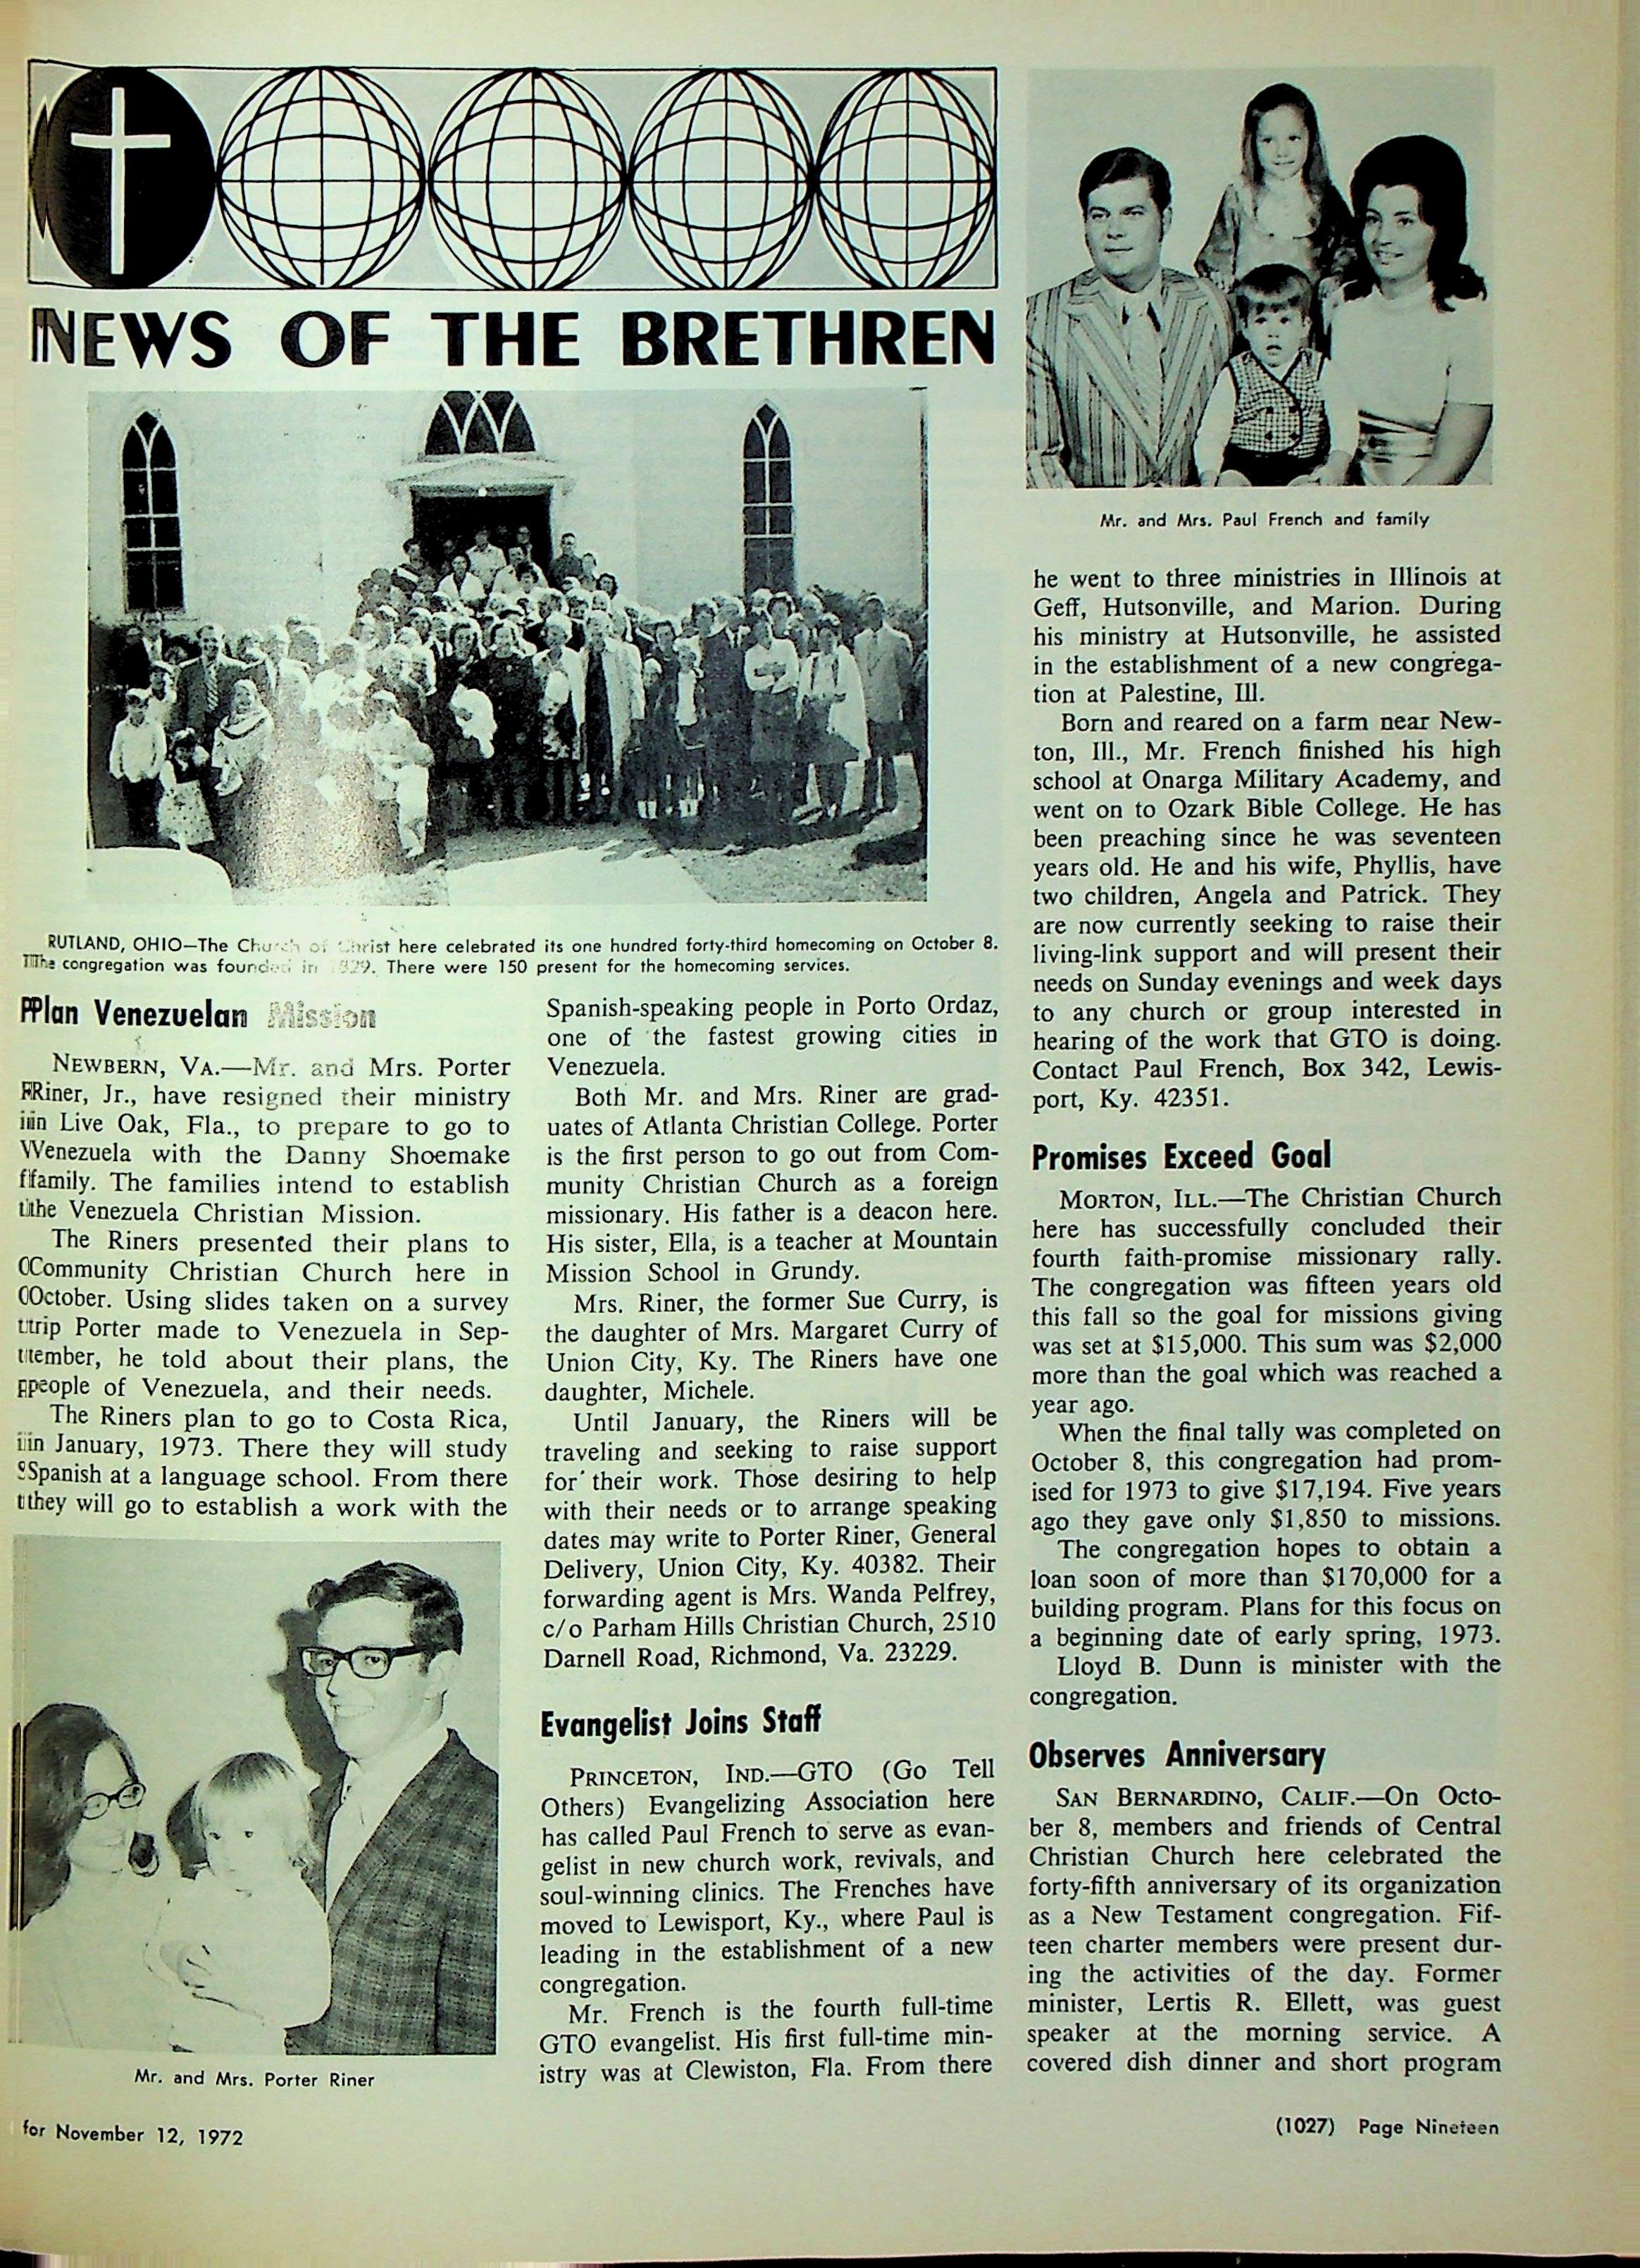 NEWS OF THE BRETHREN
RUTLAND, OHIO—The Church of Christ here celebrated its one hundred forty-third homecoming on October 8.
The congregation was founded in 1829. There were 150 present for the homecoming services.
Plan Venezuelan Mission
NEWBERN, VA.—Mr. and Mrs. Porter
Riner, Jr., have resigned their ministry
in Live Oak, Fla., to prepare to go to
Venezuela with the Danny Shoemake
family. The families intend to establish
the Venezuela Christian Mission.
The Riners presented their plans to
Community Christian Church here in
October. Using slides taken on a survey
trip Porter made to Venezuela in Sep-
tember, he told about their plans, the
people of Venezuela, and their needs.
The Riners plan to go to Costa Rica,
in January, 1973. There they will study
Spanish at a language school. From there
they will go to establish a work with the
Mr. and Mrs. Porter Riner
Spanish-speaking people in Porto Ordaz,
one of the fastest growing cities in
Venezuela.
Both Mr. and Mrs. Riner are grad-
uates of Atlanta Christian College. Porter
is the first person to go out from Com-
munity Christian Church as a foreign
missionary. His father is a deacon here.
His sister, Ella, is a teacher at Mountain
Mission School in Grundy.
Mrs. Riner, the former Sue Curry, is
the daughter of Mrs. Margaret Curry of
Union City, Ky. The Riners have one
daughter, Michele.
Until January, the Riners will be
traveling and seeking to raise support
for their work. Those desiring to help
with their needs or to arrange speaking
dates may write to Porter Riner, General
Delivery, Union City, Ky. 40382. Their
forwarding agent is Mrs. Wanda Pelfrey,
c/o Parham Hills Christian Church, 2510
Darnell Road, Richmond, Va. 23229.
Evangelist Joins Staff
PRINCETON, IND.—GTO (Go Tell
Others) Evangelizing Association here
has called Paul French to serve as evan-
gelist in new church work, revivals, and
soul-winning clinics. The Frenches have
moved to Lewisport, Ky., where Paul is
leading in the establishment of a new
congregation.
Mr. French is the fourth full-time
GTO evangelist. His first full-time min-
istry was at Clewiston, Fla. From there
Mr. and Mrs. Paul French and family
he went to three ministries in Illinois at
Geff, Hutsonville, and Marion. During
his ministry at Hutsonville, he assisted
in the establishment of a new congrega-
tion at Palestine, Ill.
Born and reared on a farm near New-
ton, Ill., Mr. French finished his high
school at Onarga Military Academy, and
went on to Ozark Bible College. He has
been preaching since he was seventeen
years old. He and his wife, Phyllis, have
two children, Angela and Patrick. They
are now currently seeking to raise their
living-link support and will present their
needs on Sunday evenings and week days
to any church or group interested in
hearing of the work that GTO is doing.
Contact Paul French, Box 342, Lewis-
port, Ky. 42351.
Promises Exceed Goal
MORTON, ILL.—The Christian Church
here has successfully concluded their
fourth faith-promise missionary rally.
The congregation was fifteen years old
this fall so the goal for missions giving
was set at $15,000. This sum was $2,000
more than the goal which was reached a
year ago.
When the final tally was completed on
October 8, this congregation had prom-
ised for 1973 to give $17,194. Five years
ago they gave only $1,850 to missions.
The congregation hopes to obtain a
loan soon of more than $170,000 for a
building program. Plans for this focus on
a beginning date of early spring, 1973.
Lloyd B. Dunn is minister with the
congregation.
Observes Anniversary
SAN BERNARDINO, CALIF.—On Octo-
ber 8, members and friends of Central
Christian Church here celebrated the
forty-fifth anniversary of its organization
as a New Testament congregation. Fif-
teen charter members were present dur-
ing the activities of the day. Former
minister, Lertis R. Ellett, was guest
speaker at the morning service. A
covered dish dinner and short program
for November 12, 1972
(1027) Page Nineteen